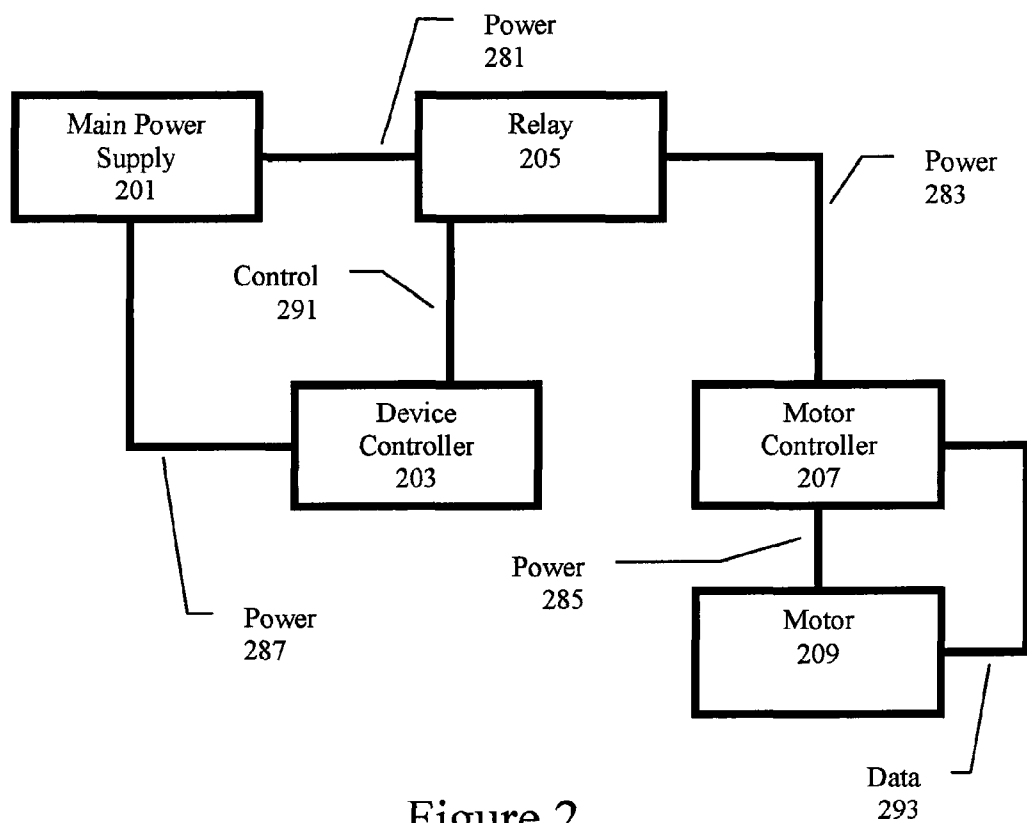 Power
281
Main Power
Supply
201
Relay
205
Power
283
Control
291
Device
Controller
203
Motor
Controller
207
Power
285
Motor
209
Power
287
Data
293
Figure 2